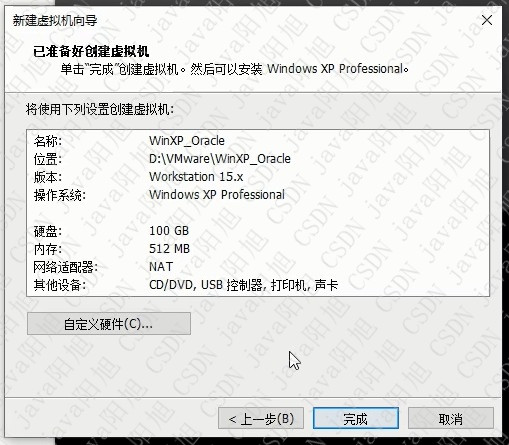 新建虚拟机向导
已准备好创建虚拟机
单击“完成”创建虚拟机。然后可以安装 Windows XP Professional。
将使用下列设置创建虚拟机:
名称: WinXP_Oracle
位置: D:\VMware\WinXP_Oracle
版本: Workstation 15.x
操作系统: Windows XP Professional
硬盘: 100 GB
内存: 512 MB
网络适配器: NAT
其他设备: CD/DVD, USB 控制器, 打印机, 声卡
自定义硬件(C)...
< 上一步(B)
完成
取消
CSDN java阳旭